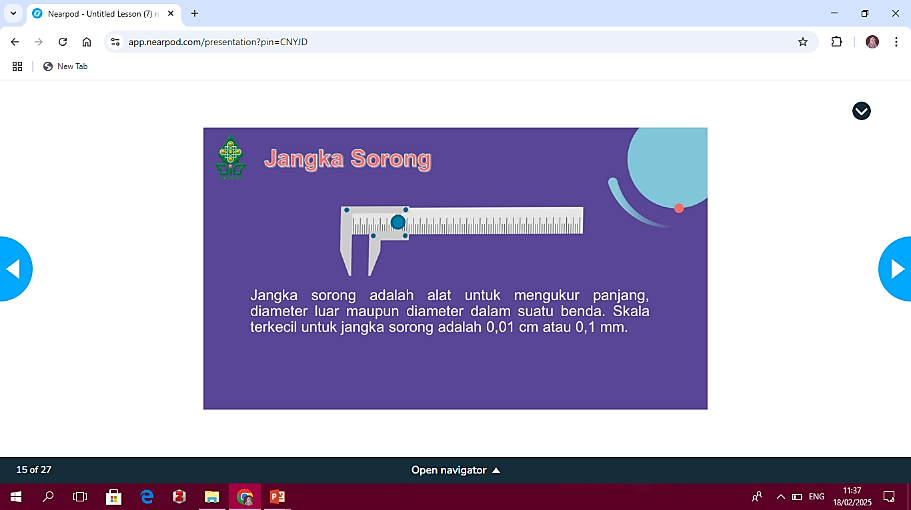 Nearpod - Untitled Lesson (7) n
app.nearpod.com/presentation?pin=CNYJD
New Tab
Jangka Sorong
Jangka sorong adalah alat untuk mengukur panjang,
diameter luar maupun diameter dalam suatu benda. Skala
terkecil untuk jangka sorong adalah 0,01 cm atau 0,1 mm.
15 of 27
Open navigator
ENG
11:37
18/02/2025